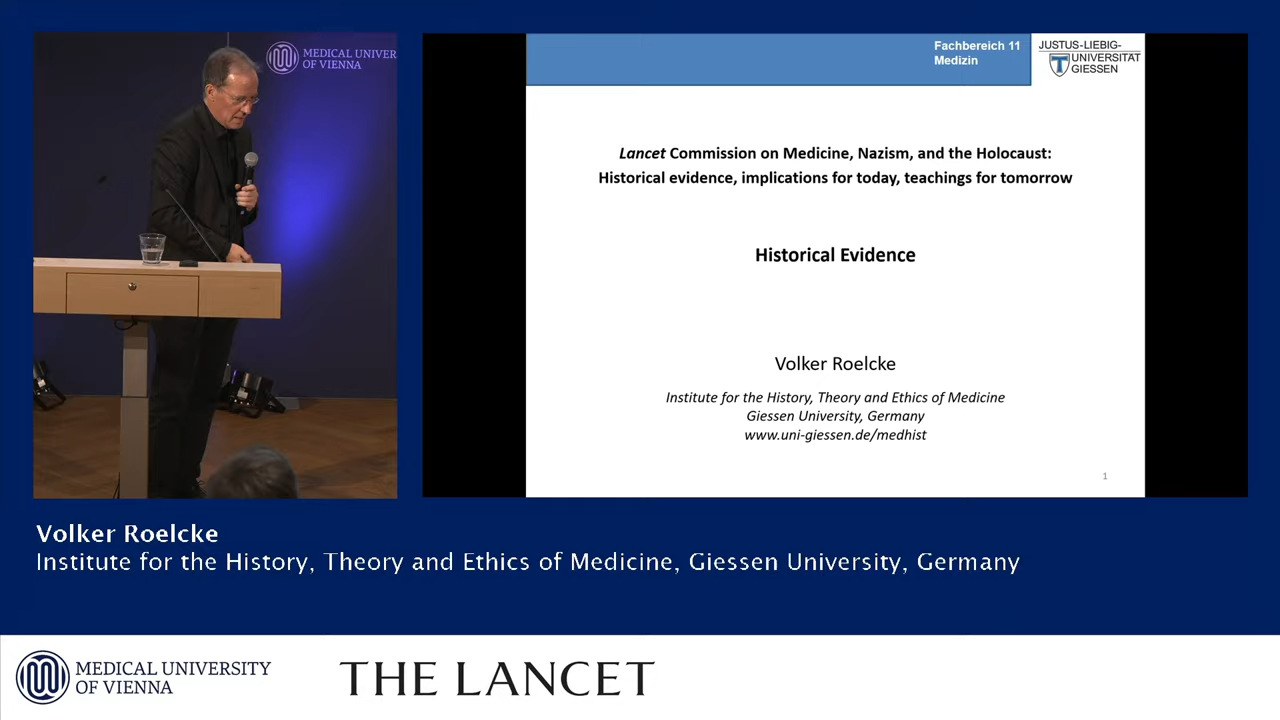 MEDICAL UNIVER
OF VIENNA
Fachbereich 11
Medizin
JUSTUS-LIEBIG-
UNIVERSITAT
GIESSEN
Lancet Commission on Medicine, Nazism, and the Holocaust:
Historical evidence, implications for today, teachings for tomorrow
Historical Evidence
Volker Roelcke
Institute for the History, Theory and Ethics of Medicine
Giessen University, Germany
www.uni-giessen.de/medhist
1
Volker Roelcke
Institute for the History, Theory and Ethics of Medicine, Giessen University, Germany
MEDICAL UNIVERSITY
OF VIENNA
THE LANCET